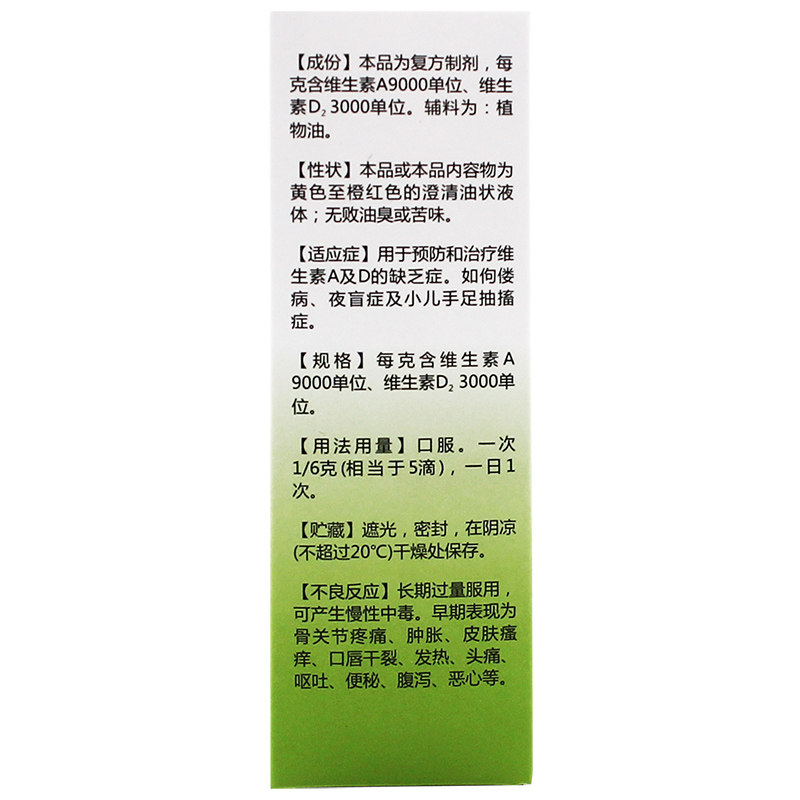 【成份】本品为复方制剂，每
克含维生素A9000单位、维生
素D₂ 3000单位。辅料为：植
物油。
【性状】本品或本品内容物为
黄色至橙红色的澄清油状液
体；无败油臭或苦味。
【适应症】用于预防和治疗维
生素A及D的缺乏症。如佝偻
病、夜盲症及小儿手足抽搐
症。
【规格】每克含维生素A
9000单位、维生素D₂ 3000单
位。
【用法用量】口服。一次
1/6克(相当于5滴)，一日1
次。
【贮藏】遮光，密封，在阴凉
(不超过20℃)干燥处保存。
【不良反应】长期过量服用，
可产生慢性中毒。早期表现为
骨关节疼痛、肿胀、皮肤瘙
痒、口唇干裂、发热、头痛、
呕吐、便秘、腹泻、恶心等。